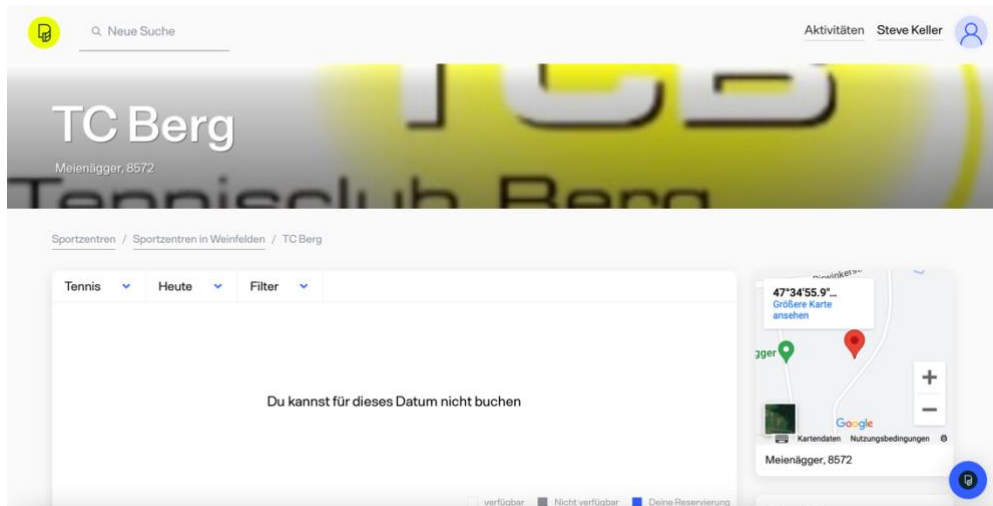 Neue Suche
Aktivitäten Steve Keller
TCB
TC Berg
Meienägger, 8572
Tennisclub Berg
Sportzentren / Sportzentren in Weinfelden / TC Berg
Tennis Heute Filter
Du kannst für dieses Datum nicht buchen
verfügbar Nicht verfügbar Deine Reservierung
47°34'55.9"...
Größere Karte
ansehen
gger
+
−
Google
Kartendaten Nutzungsbedingungen
Meienägger, 8572